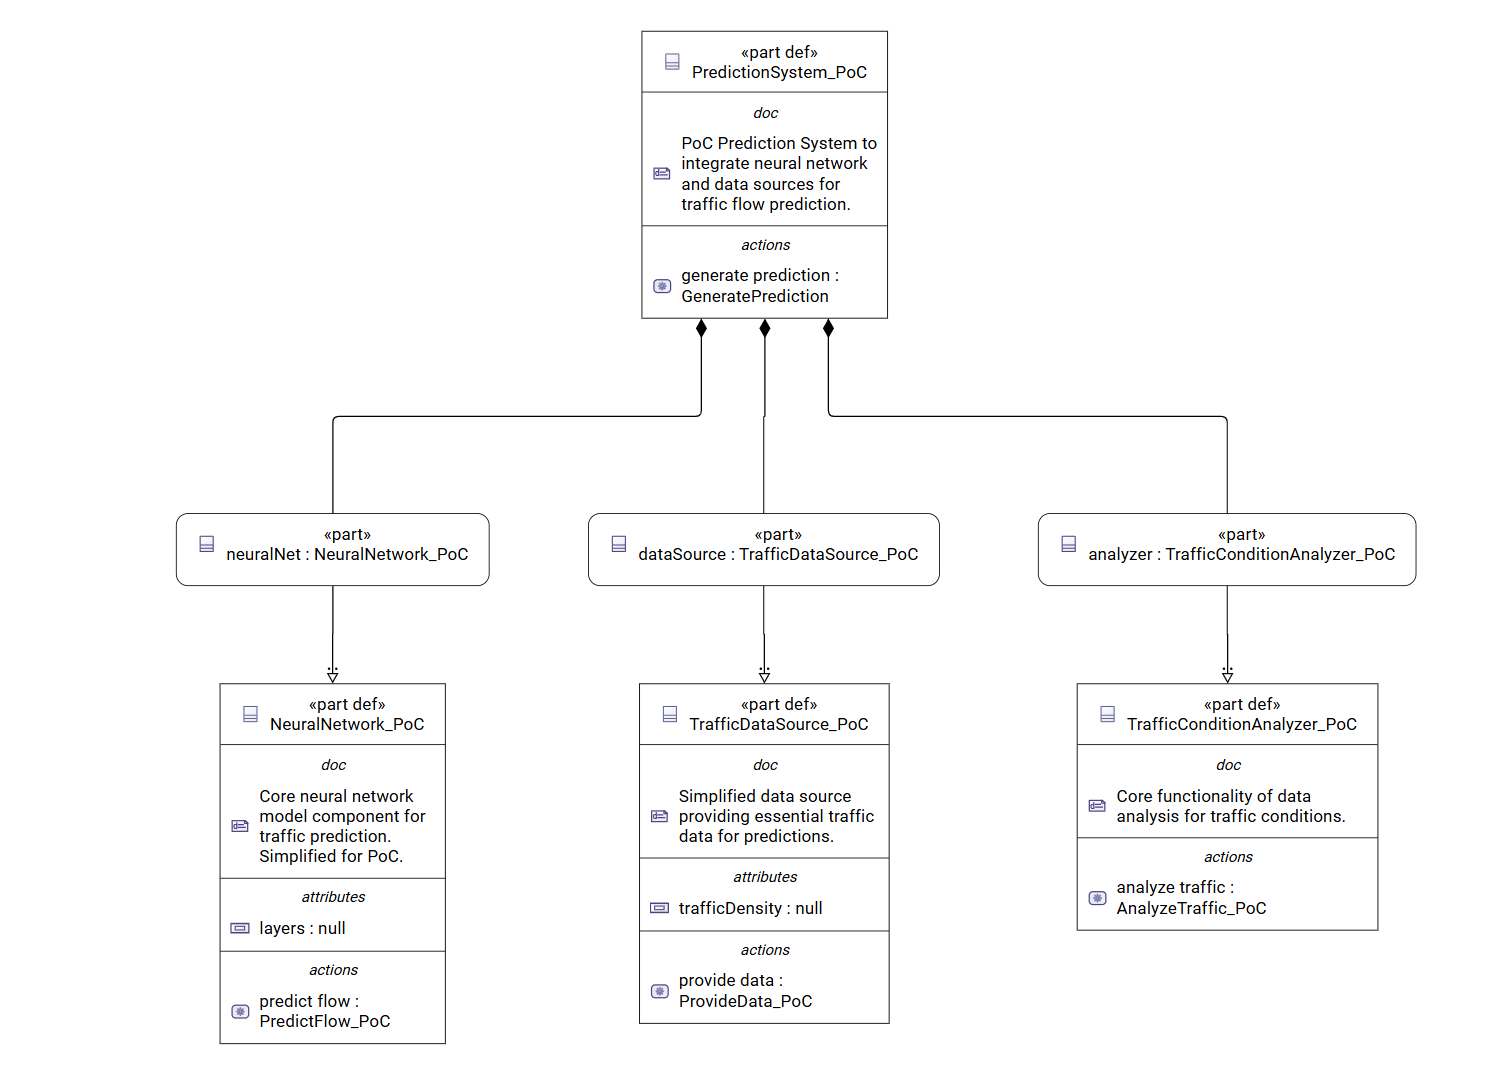 «part def»
PredictionSystem_PoC
doc
PoC Prediction System to
integrate neural network
and data sources for
traffic flow prediction.
actions
generate prediction :
GeneratePrediction
«part»
neuralNet : NeuralNetwork_PoC
«part»
dataSource : TrafficDataSource_PoC
«part»
analyzer : TrafficConditionAnalyzer_PoC
«part def»
NeuralNetwork_PoC
doc
Core neural network
model component for
traffic prediction.
Simplified for PoC.
attributes
layers : null
actions
predict flow :
PredictFlow_PoC
«part def»
TrafficDataSource_PoC
doc
Simplified data source
providing essential traffic
data for predictions.
attributes
trafficDensity : null
actions
provide data :
ProvideData_PoC
«part def»
TrafficConditionAnalyzer_PoC
doc
Core functionality of data
analysis for traffic conditions.
actions
analyze traffic :
AnalyzeTraffic_PoC